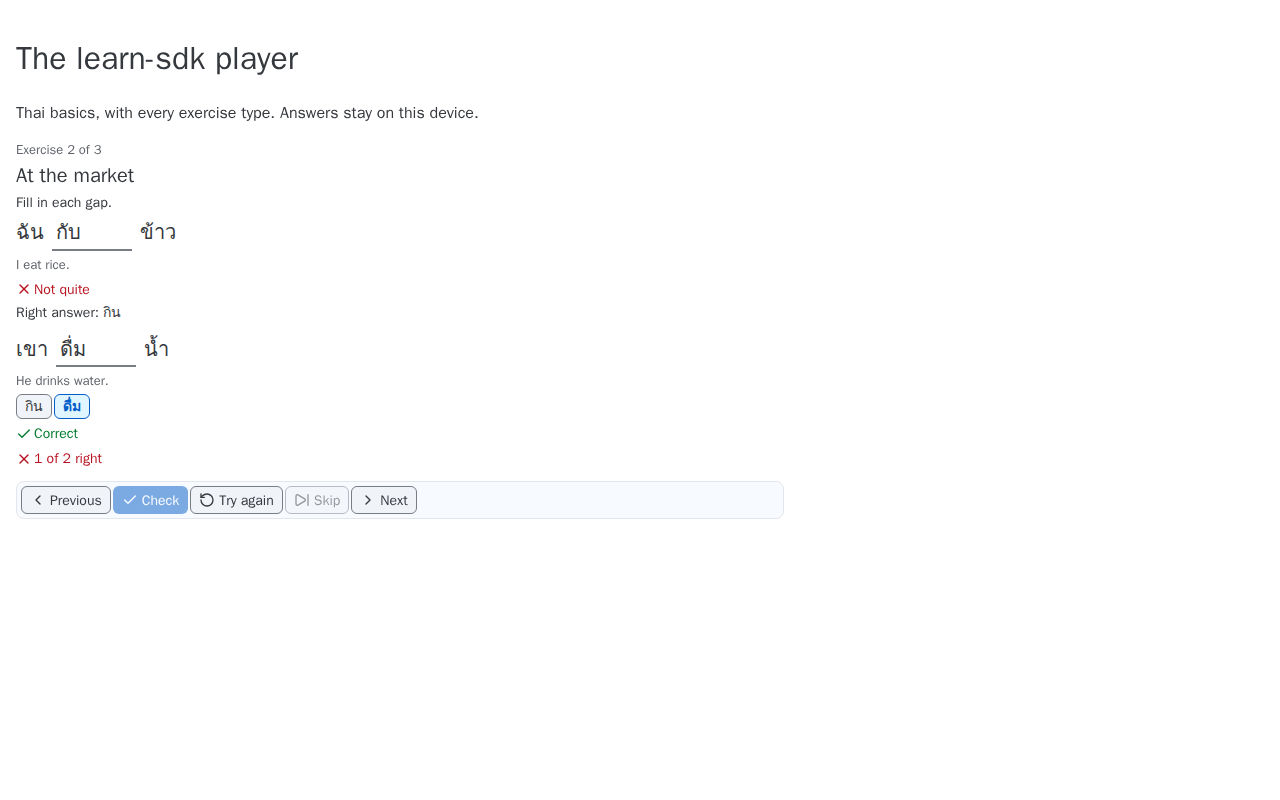 The learn-sdk player
Thai basics, with every exercise type. Answers stay on this device.
Exercise 2 of 3
At the market
Fill in each gap.
ฉัน กับ ข้าว
I eat rice.
Not quite
Right answer: กิน
เขา ดื่ม น้ำ
He drinks water.
กิน ดื่ม
Correct
1 of 2 right
Previous Check Try again Skip Next